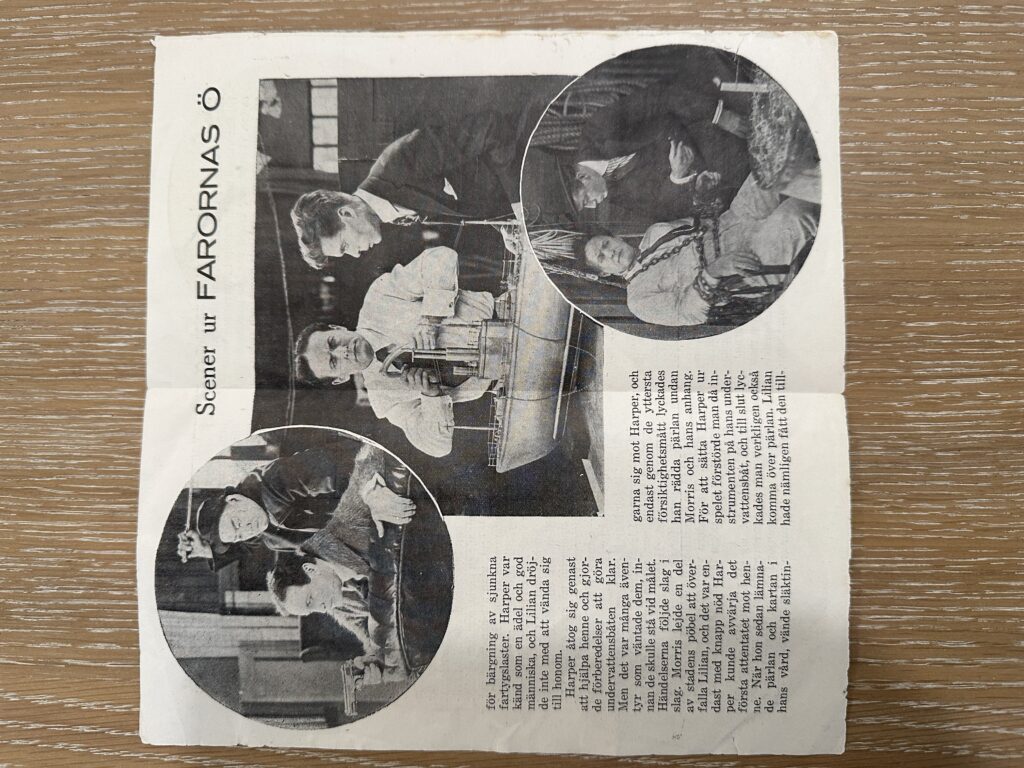 Scener ur FARORNAS Ö
för bärgning av sjunkna
fartygslaster. Harper var
känd som en ädel och god
människa, och Lilian dröj-
de inte med att vända sig
till honom.
Harper åtog sig genast
att hjälpa henne och gjor-
de förberedelser att göra
undervattensbåten klar.
Men det var många även-
tyr som väntade dem, in-
nan de skulle stå vid målet.
Händelserna följde slag i
slag. Morris lejde en del
av stadens pöbel att över-
falla Lilian, och det var en-
dast med knapp nöd Har-
per kunde avvärja det
första attentatet mot hen-
ne. När hon sedan lämna-
de pärlan och kartan i
hans vård, vände släktin-
garna sig mot Harper, och
endast genom de yttersta
försiktighetsmått lyckades
han rädda pärlan undan
Morris och hans anhang.
För att sätta Harper ur
spelet förstörde man då in-
strumenten på hans under-
vattensbåt, och till slut lyc-
kades man verkligen också
komma över pärlan. Lilian
hade nämligen fått den till-